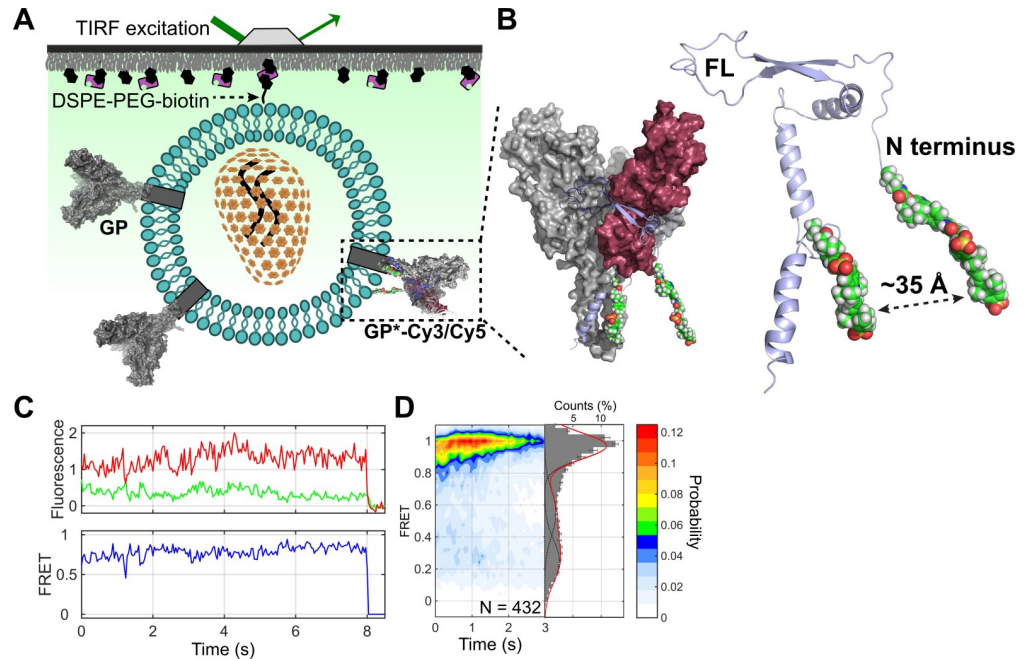 A
TIRF excitation
DSPE-PEG-biotin
GP
GP*-Cy3/Cy5
B
FL
N terminus
~35 Å
C
Fluorescence
2
1
0
FRET
1
0.5
0
0 2 4 6 8
Time (s)
D
Counts (%)
5 10
FRET
1
0.8
0.6
0.4
0.2
0
N = 432
0 1 2 3
Time (s)
0.12
0.1
0.08
0.06
0.04
0.02
0
Probability